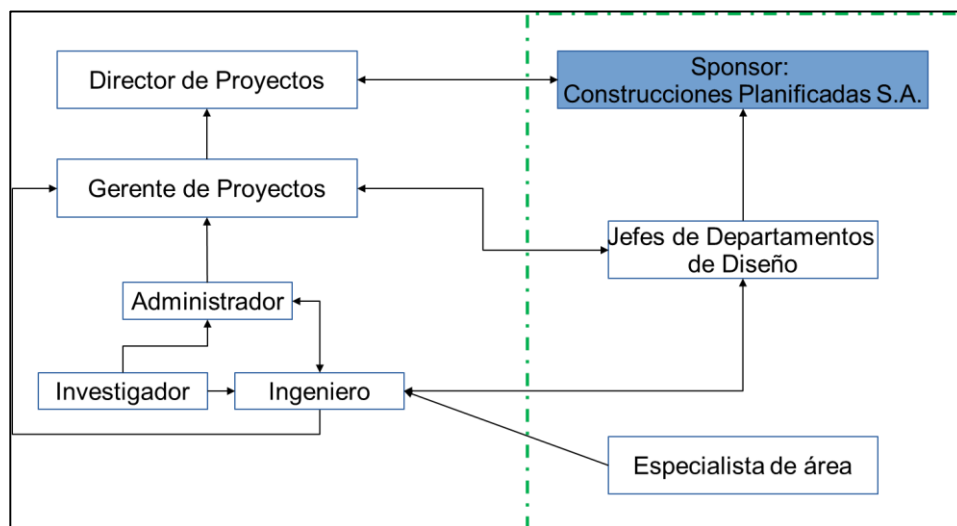 Director de Proyectos
Sponsor:
Construcciones Planificadas S.A.
Gerente de Proyectos
Jefes de Departamentos
de Diseño
Administrador
Investigador
Ingeniero
Especialista de área